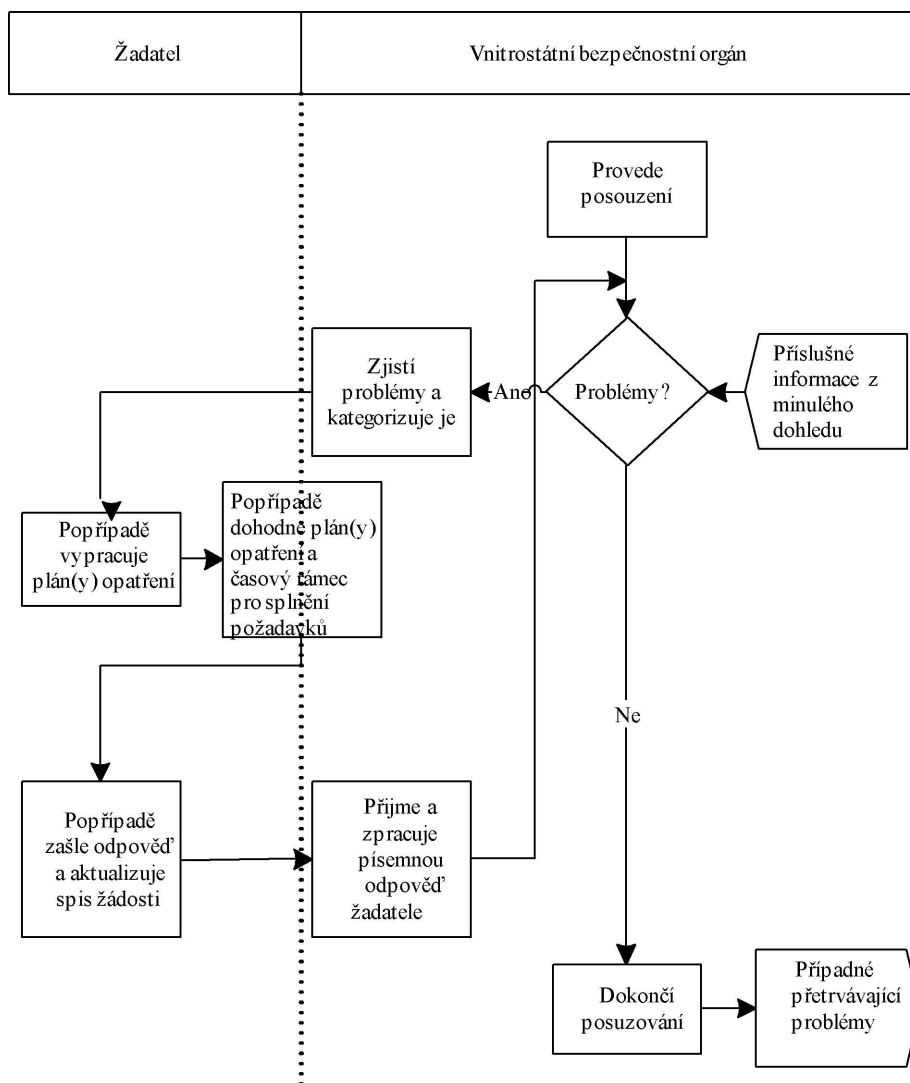 Žadatel
Vnitrostátní bezpečnostní orgán
Provede
posouzení
Zjistí
problémy a
kategorizuje je
Ano
Problémy?
Příslušné
informace z
minulého
dohledu
Popřípadě
vypracuje
plán(y) opatření
Popřípadě
dohodne plán(y)
opatření a
časový rámec
pro splnění
požadavků
Ne
Popřípadě
zašle odpověď
a aktualizuje
spis žádosti
Přijme a
zpracuje
písemnou
odpověď
žadatele
Dokončí
posuzování
Případné
přetrvávající
problémy